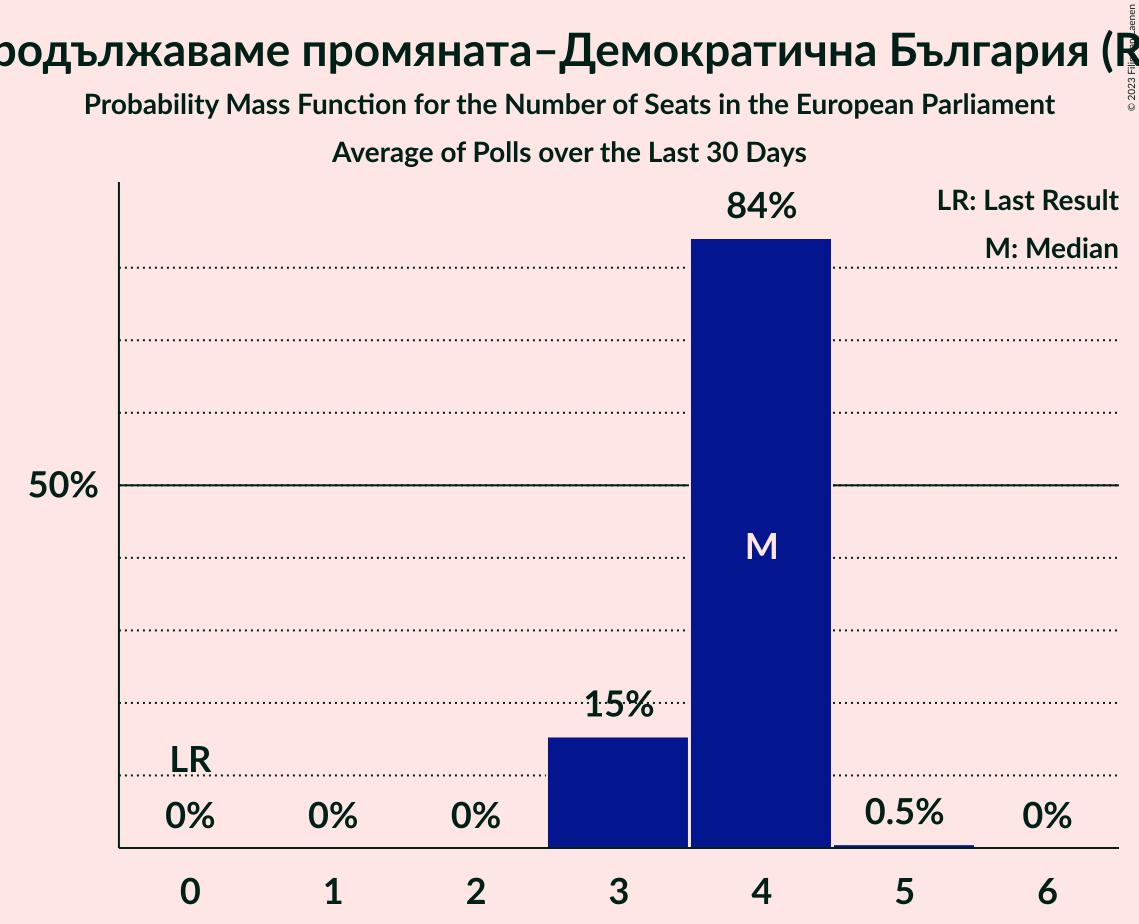 родължаваме промяната–Демократична България (R
Probability Mass Function for the Number of Seats in the European Parliament
Average of Polls over the Last 30 Days
LR: Last Result
M: Median
84%
50%
M
15%
LR
0% 0% 0% 0.5% 0%
0 1 2 3 4 5 6